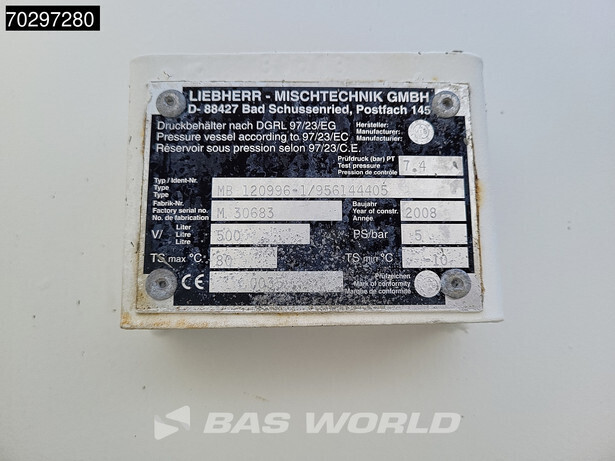 70297280
LIEBHERR - MISCHTECHNIK GMBH
D- 88427 Bad Schussenried, Postfach 145
Druckbehälter nach DGRL 97/23/EG Hersteller:
Pressure vessel according to 97/23/EC Manufacturer:
Réservoir sous pression selon 97/23/C.E. Manufacturier:
Prüfdruck (bar) PT
Test pressure 7.4
Pression de contrôle
Typ / Ident-Nr.
Type MB 120996-1/956144405
Type
Fabrik-Nr. Baujahr
Factory serial no. M 30683 Year of constr. 2008
No. de fabrication Année
Liter
V/ Litre 500 PS/bar 5
Litre
TS max °C 80 TS min °C -10
Prüfzeichen
CE 0035 Mark of conformity
Marque de conformité
BAS WORLD